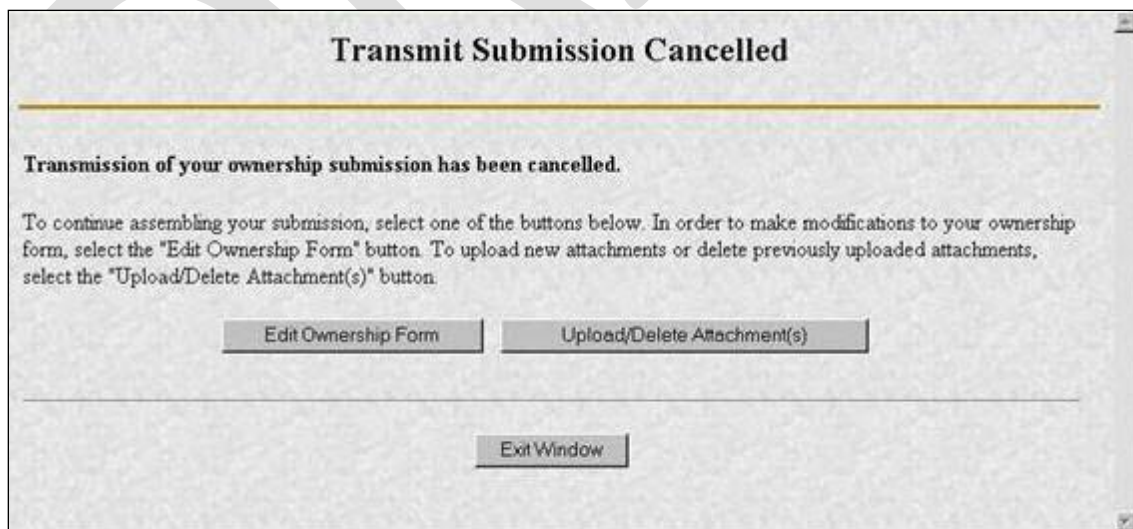 Transmit Submission Cancelled
Transmission of your ownership submission has been cancelled.
To continue assembling your submission, select one of the buttons below. In order to make modifications to your ownership
form, select the "Edit Ownership Form" button. To upload new attachments or delete previously uploaded attachments,
select the "Upload/Delete Attachment(s)" button.
Edit Ownership Form Upload/Delete Attachment(s)
Exit Window